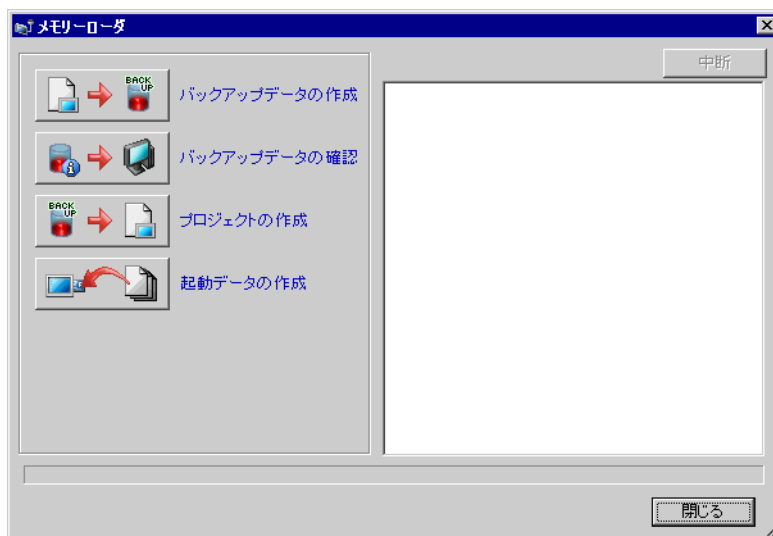 メモリーローダ
中断
BACK
UP
バックアップデータの作成
バックアップデータの確認
BACK
UP
プロジェクトの作成
起動データの作成
閉じる